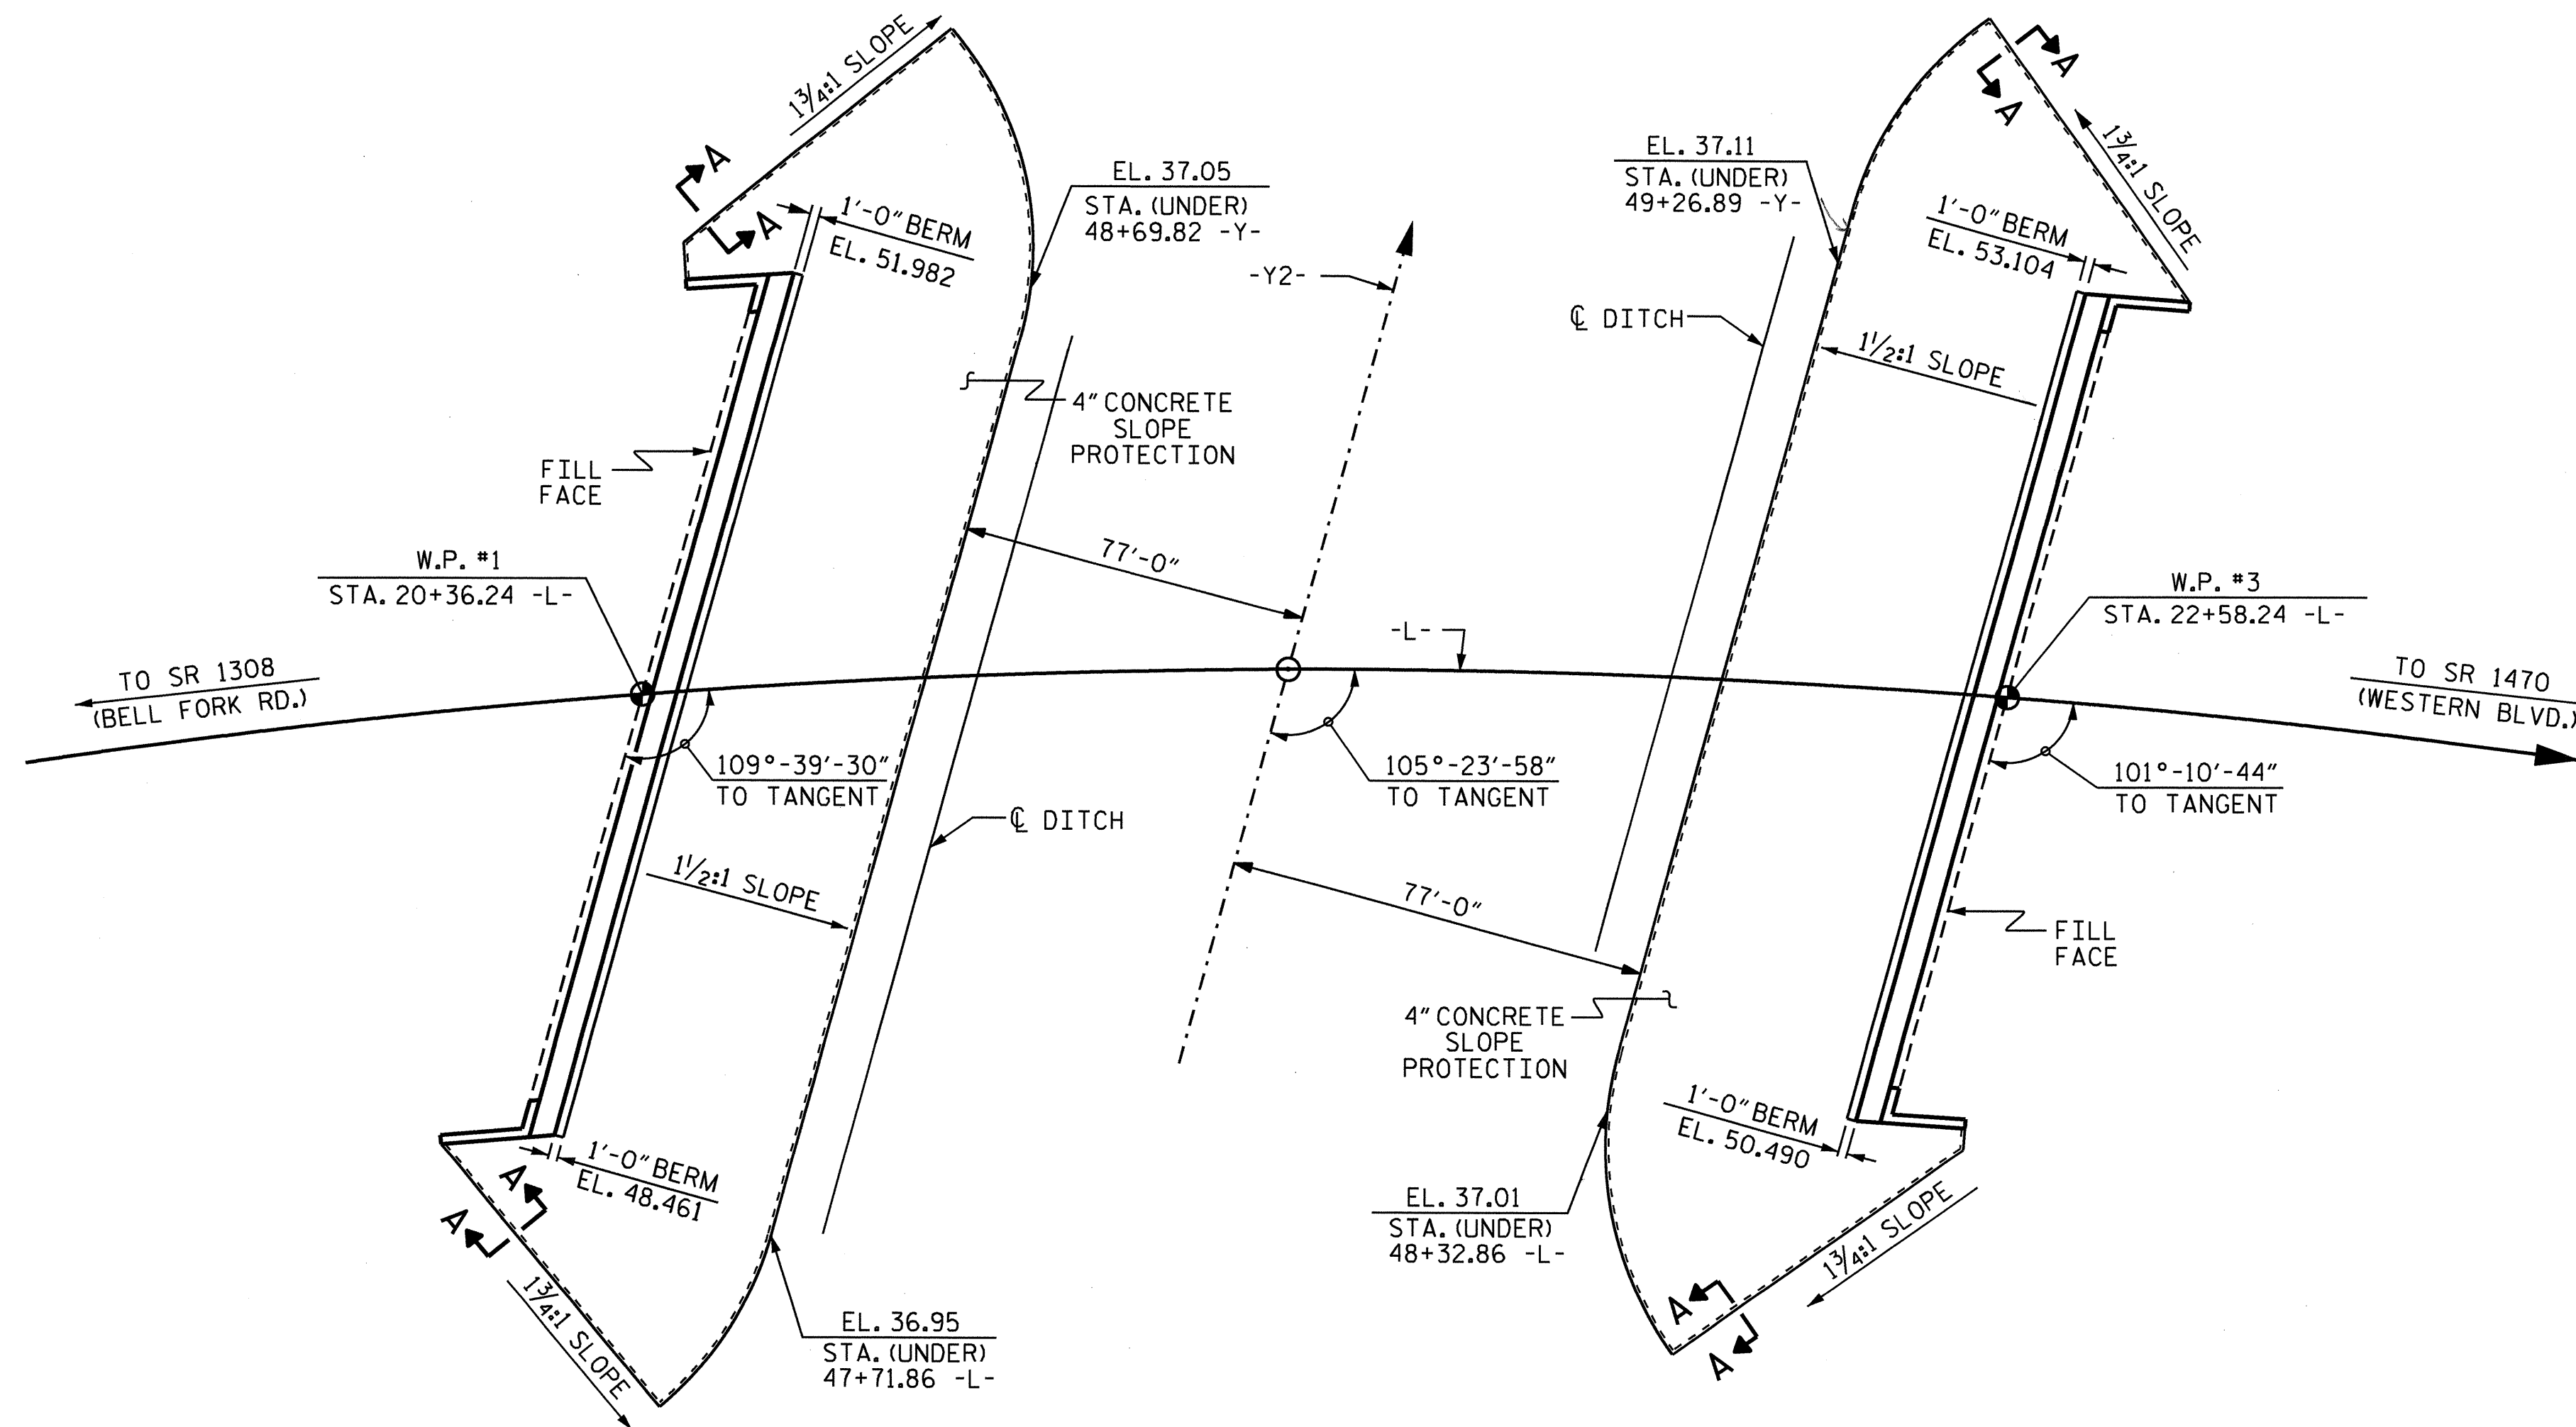 1¾:1 SLOPE
A
A
EL. 37.05
STA. (UNDER)
48+69.82 -Y-
1'-0" BERM
EL. 51.982
-Y2-
EL. 37.11
STA. (UNDER)
49+26.89 -Y-
A
A
1¾:1 SLOPE
1'-0" BERM
EL. 53.104
℄ DITCH
1½:1 SLOPE
4" CONCRETE
SLOPE
PROTECTION
FILL
FACE
77'-0"
W.P. #1
STA. 20+36.24 -L-
W.P. #3
STA. 22+58.24 -L-
-L-
TO SR 1308
(BELL FORK RD.)
TO SR 1470
(WESTERN BLVD.)
109°-39'-30"
TO TANGENT
105°-23'-58"
TO TANGENT
101°-10'-44"
TO TANGENT
℄ DITCH
1½:1 SLOPE
77'-0"
FILL
FACE
4" CONCRETE
SLOPE
PROTECTION
1'-0" BERM
EL. 48.461
1'-0" BERM
EL. 50.490
A
A
1¾:1 SLOPE
EL. 37.01
STA. (UNDER)
48+32.86 -L-
1¾:1 SLOPE
A
A
EL. 36.95
STA. (UNDER)
47+71.86 -L-